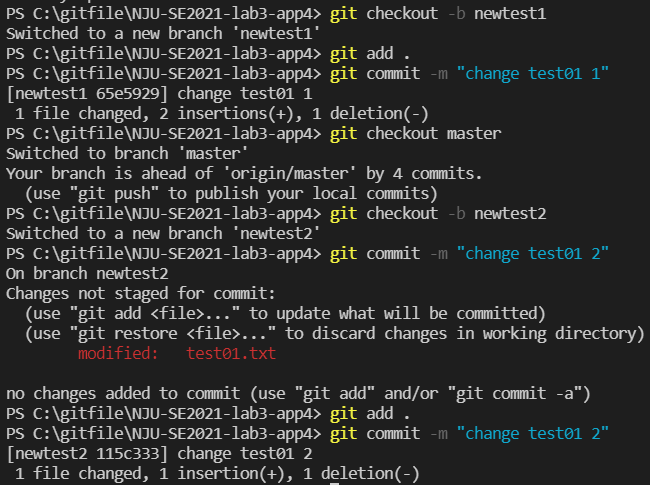 PS C:\gitfile\NJU-SE2021-lab3-app4> git checkout -b newtest1
Switched to a new branch 'newtest1'
PS C:\gitfile\NJU-SE2021-lab3-app4> git add .
PS C:\gitfile\NJU-SE2021-lab3-app4> git commit -m "change test01 1"
[newtest1 65e5929] change test01 1
 1 file changed, 2 insertions(+), 1 deletion(-)
PS C:\gitfile\NJU-SE2021-lab3-app4> git checkout master
Switched to branch 'master'
Your branch is ahead of 'origin/master' by 4 commits.
  (use "git push" to publish your local commits)
PS C:\gitfile\NJU-SE2021-lab3-app4> git checkout -b newtest2
Switched to a new branch 'newtest2'
PS C:\gitfile\NJU-SE2021-lab3-app4> git commit -m "change test01 2"
On branch newtest2
Changes not staged for commit:
  (use "git add <file>..." to update what will be committed)
  (use "git restore <file>..." to discard changes in working directory)
        modified:   test01.txt

no changes added to commit (use "git add" and/or "git commit -a")
PS C:\gitfile\NJU-SE2021-lab3-app4> git add .
PS C:\gitfile\NJU-SE2021-lab3-app4> git commit -m "change test01 2"
[newtest2 115c333] change test01 2
 1 file changed, 1 insertion(+), 1 deletion(-)